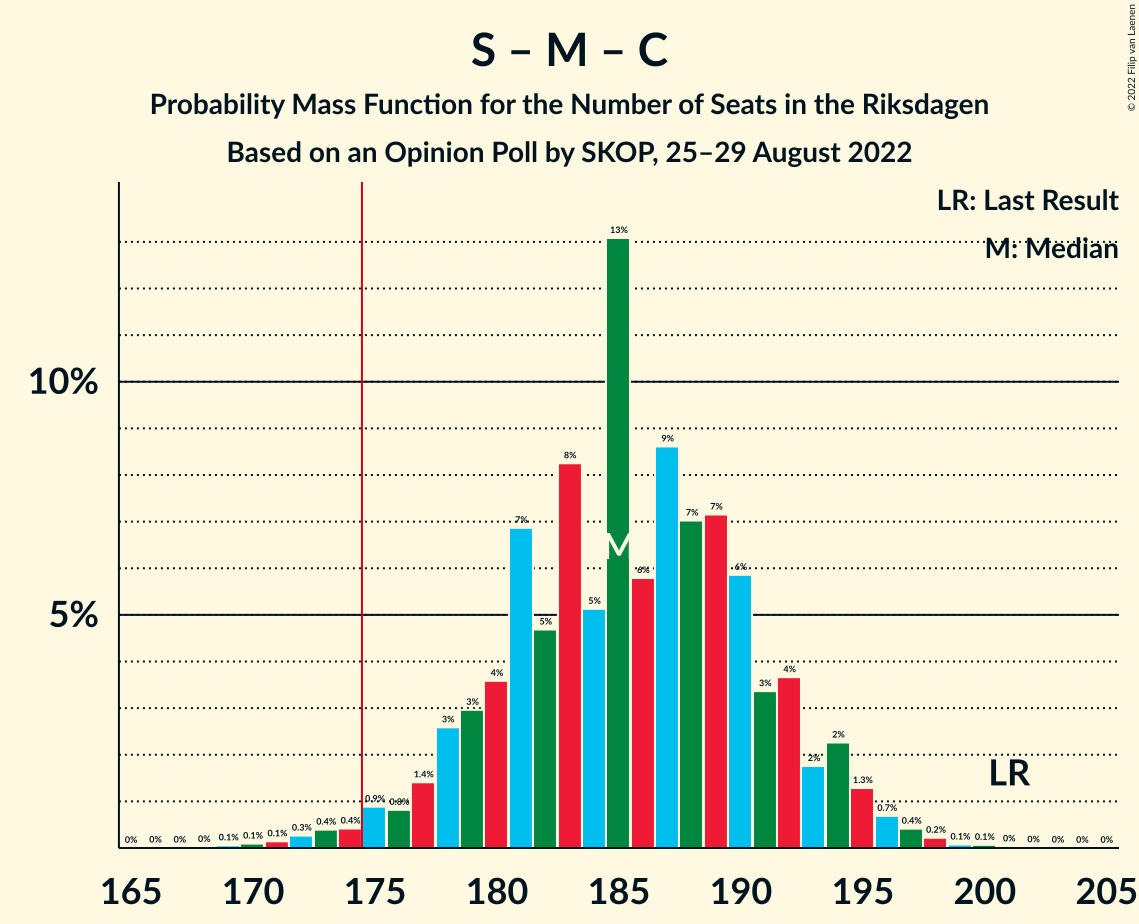 © 2022 Filip van Laenen
S – M – C
Probability Mass Function for the Number of Seats in the Riksdagen
Based on an Opinion Poll by SKOP, 25–29 August 2022
LR: Last Result
M: Median
10%
5%
0% 0% 0% 0% 0.1% 0.1% 0.1% 0.3% 0.4% 0.4% 0.9% 0.8% 1.4% 3% 3% 4% 7% 5% 8% 5% 13% 6% 9% 7% 7% 6% 3% 4% 2% 2% 1.3% 0.7% 0.4% 0.2% 0.1% 0.1% 0% 0% 0% 0% 0%
M
LR
165 170 175 180 185 190 195 200 205